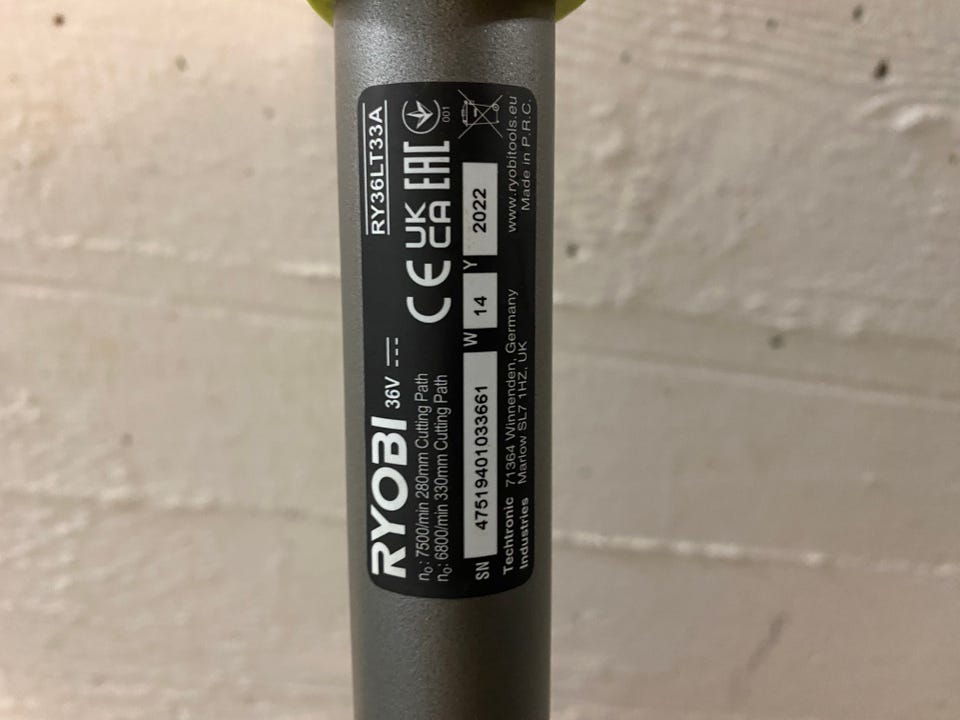 RYOBI 36V
RY36LT33A
n₀: 7500/min 280mm Cutting Path
n₀: 6800/min 330mm Cutting Path
CE UK CA EAC
001
SN 47519401033661 W 14 Y 2022
Techtronic Industries
71364 Winnenden, Germany
Marlow SL7 1HZ, UK
www.ryobitools.eu
Made in P.R.C.